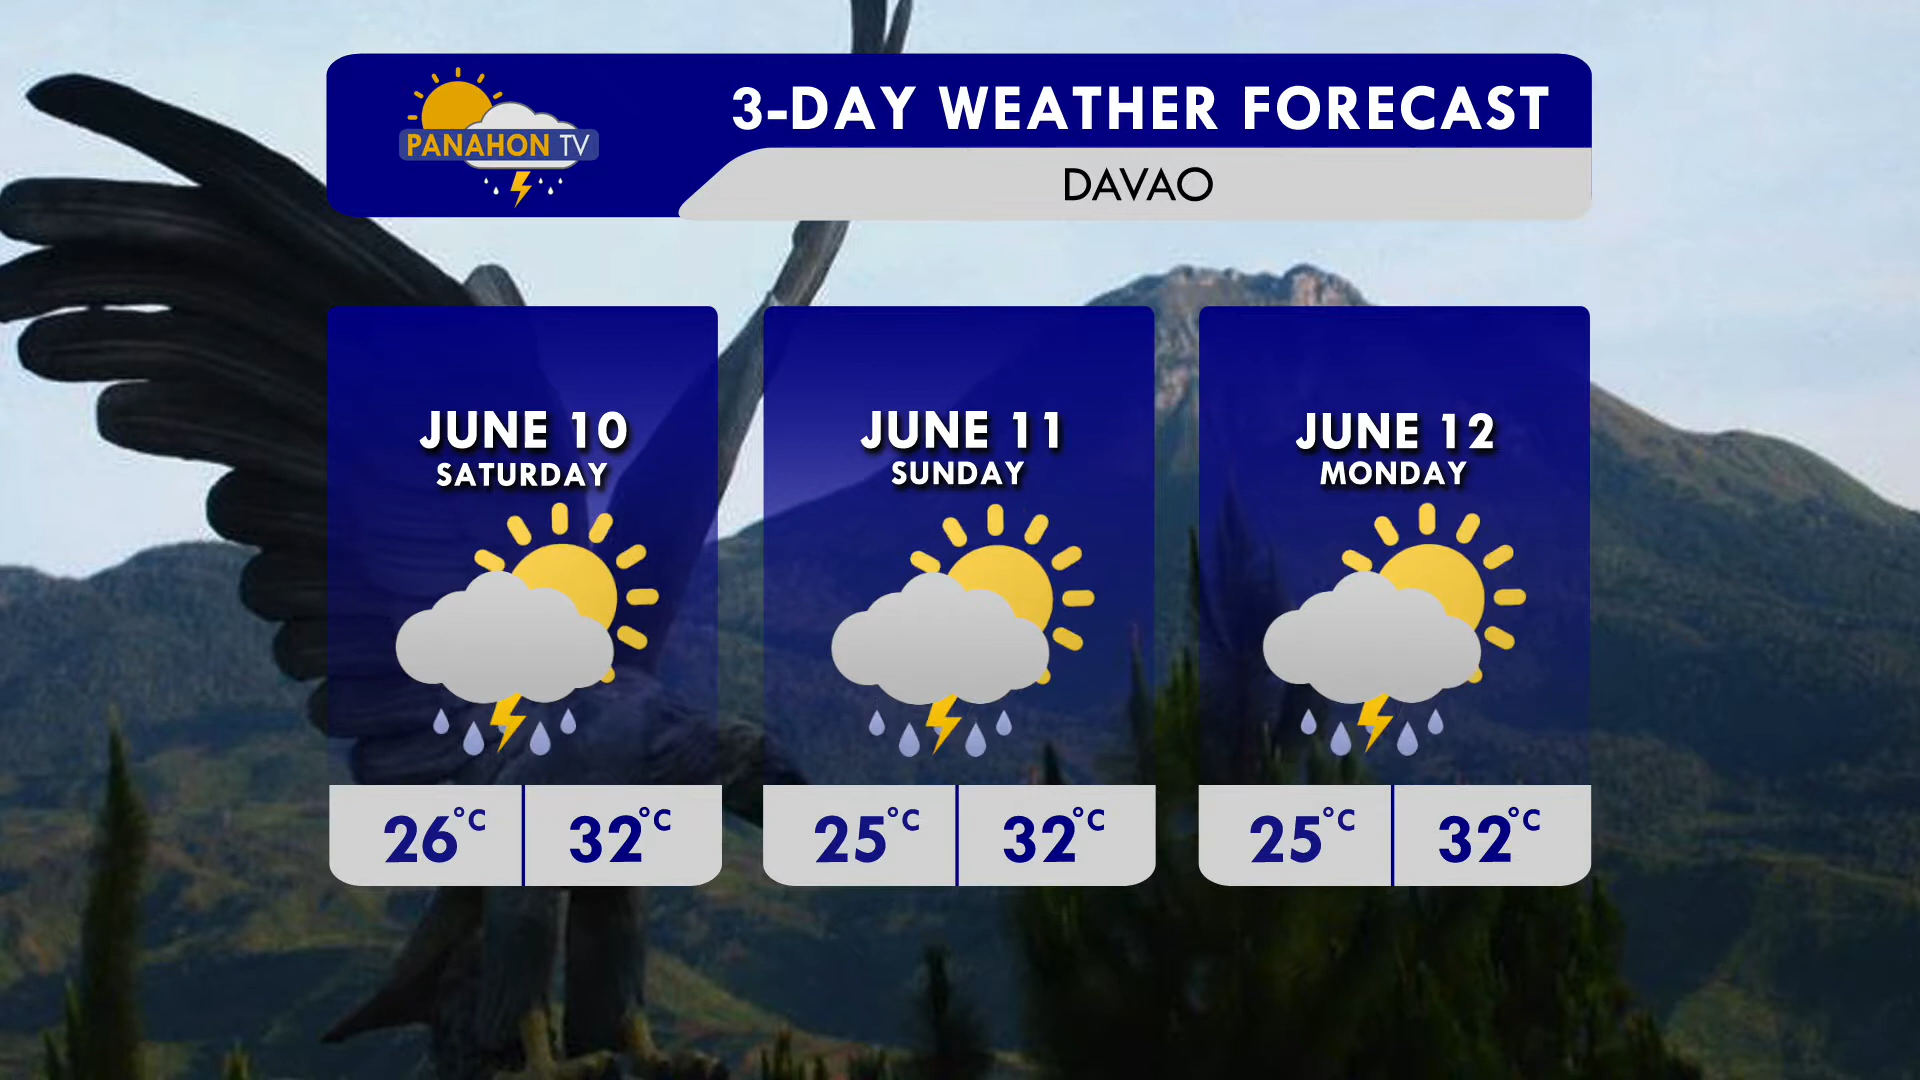 PANAHON TV
3-DAY WEATHER FORECAST
DAVAO
JUNE 10
SATURDAY
26°C
32°C
JUNE 11
SUNDAY
25°C
32°C
JUNE 12
MONDAY
25°C
32°C